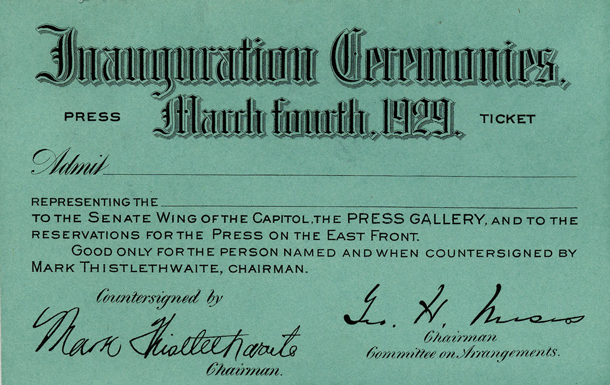 Inauguration Ceremonies,
March fourth, 1929.
PRESS TICKET
Admit
REPRESENTING THE
TO THE SENATE WING OF THE CAPITOL, THE PRESS GALLERY, AND TO THE
RESERVATIONS FOR THE PRESS ON THE EAST FRONT.
GOOD ONLY FOR THE PERSON NAMED AND WHEN COUNTERSIGNED BY
MARK THISTLETHWAITE, CHAIRMAN.
Countersigned by
Mark Thistlethwaite
Chairman.
Geo. H. Moses
Chairman
Committee on Arrangements.